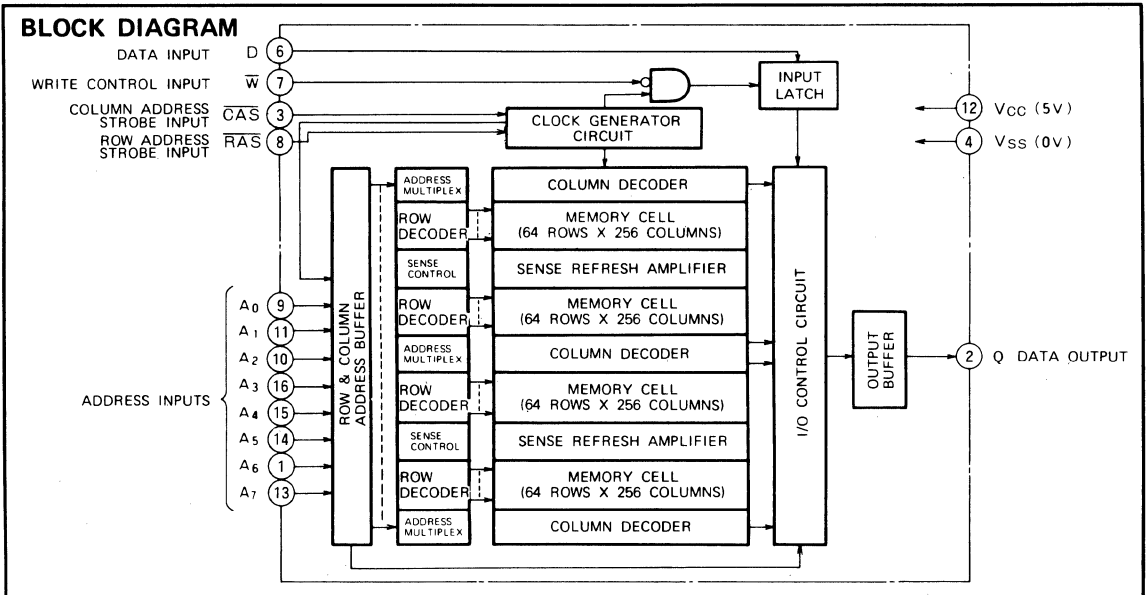 BLOCK DIAGRAM
DATA INPUT D 6
WRITE CONTROL INPUT W̅ 7
COLUMN ADDRESS
STROBE INPUT C̅A̅S̅ 3
ROW ADDRESS
STROBE INPUT R̅A̅S̅ 8
INPUT
LATCH
CLOCK GENERATOR
CIRCUIT
12 VCC (5V)
4 VSS (0V)
ADDRESS INPUTS
A0 9
A1 11
A2 10
A3 16
A4 15
A5 14
A6 1
A7 13
ROW & COLUMN
ADDRESS BUFFER
ADDRESS
MULTIPLEX
COLUMN DECODER
ROW
DECODER
MEMORY CELL
(64 ROWS X 256 COLUMNS)
SENSE
CONTROL
SENSE REFRESH AMPLIFIER
ROW
DECODER
MEMORY CELL
(64 ROWS X 256 COLUMNS)
ADDRESS
MULTIPLEX
COLUMN DECODER
ROW
DECODER
MEMORY CELL
(64 ROWS X 256 COLUMNS)
SENSE
CONTROL
SENSE REFRESH AMPLIFIER
ROW
DECODER
MEMORY CELL
(64 ROWS X 256 COLUMNS)
ADDRESS
MULTIPLEX
COLUMN DECODER
I/O CONTROL CIRCUIT
OUTPUT
BUFFER
2 Q DATA OUTPUT